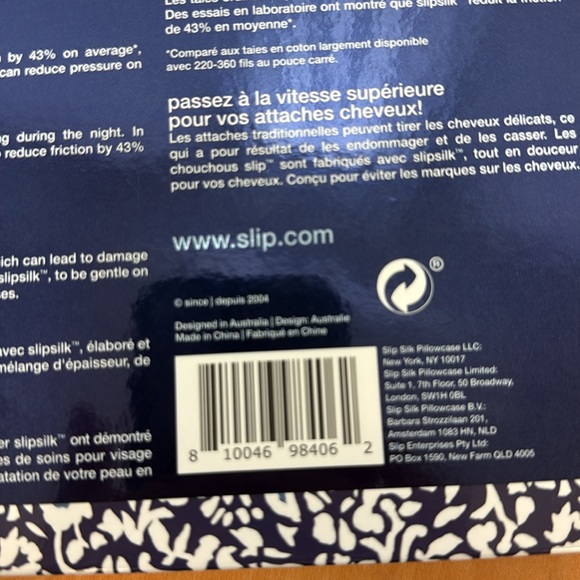 Des essais en laboratoire ont montré que slipsilk™ réduit la friction
de 43% en moyenne*.
*Comparé aux taies en coton largement disponible
avec 220-360 fils au pouce carré.
passez à la vitesse supérieure
pour vos attaches cheveux!
Les attaches traditionnelles peuvent tirer les cheveux délicats, ce
qui a pour résultat de les endommager et de les casser. Les
chouchous slip™ sont fabriqués avec slipsilk™, tout en douceur
pour vos cheveux. Conçu pour éviter les marques sur les cheveux.
by 43% on average*,
can reduce pressure on
during the night. In
reduce friction by 43%
which can lead to damage
slipsilk™, to be gentle on
avec slipsilk™, élaboré et
mélange d'épaisseur, de
slipsilk™ ont démontré
de soins pour visage
de votre peau en
www.slip.com
®
© since | depuis 2004
Designed in Australia | Design: Australie
Made in China | Fabriqué en Chine
8 10046 98406 2
Slip Silk Pillowcase LLC:
New York, NY 10017
Slip Silk Pillowcase Limited:
Suite 1, 7th Floor, 50 Broadway,
London, SW1H 0BL
Slip Silk Pillowcase B.V.:
Barbara Strozzilaan 201,
Amsterdam 1083 HN, NLD
Slip Enterprises Pty Ltd:
PO Box 1590, New Farm QLD 4005